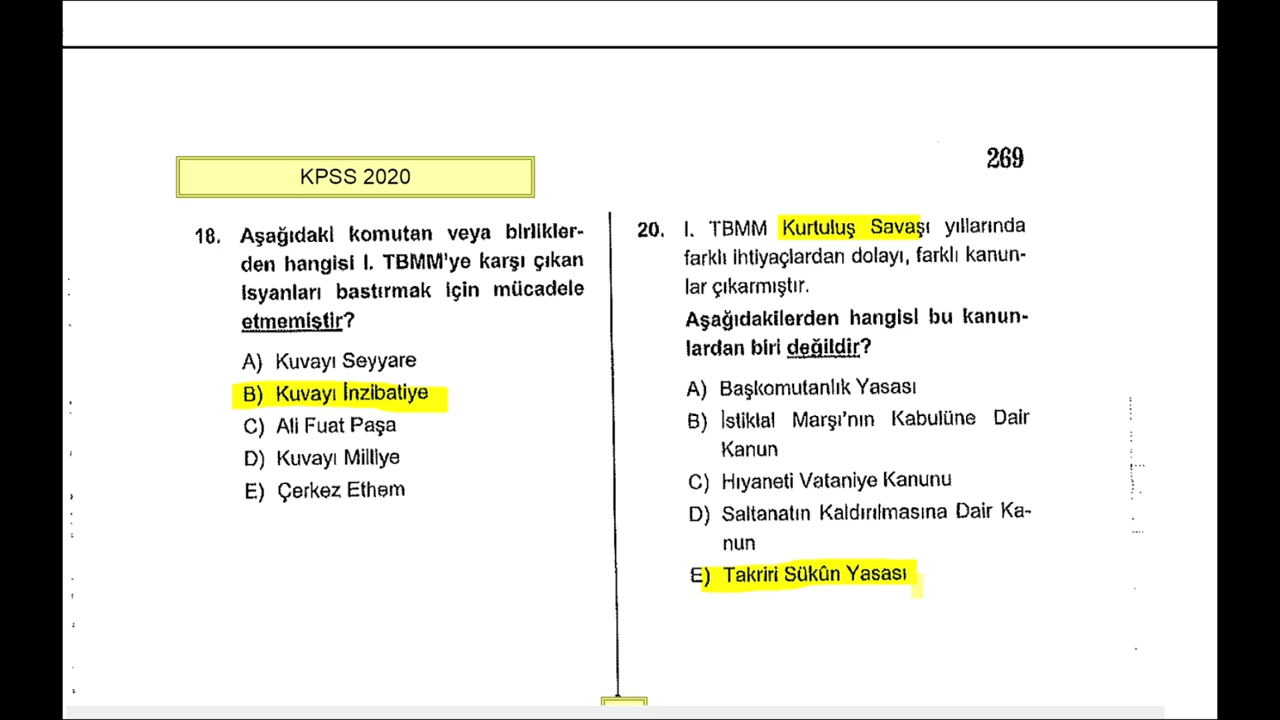 269
KPSS 2020
18. Aşağıdaki komutan veya birlikler-
den hangisi I. TBMM'ye karşı çıkan
isyanları bastırmak için mücadele
etmemiştir?
A) Kuvayı Seyyare
B) Kuvayı İnzibatiye
C) Ali Fuat Paşa
D) Kuvayı Milliye
E) Çerkez Ethem
20. I. TBMM Kurtuluş Savaşı yıllarında
farklı ihtiyaçlardan dolayı, farklı kanun-
lar çıkarmıştır.
Aşağıdakilerden hangisi bu kanun-
lardan biri değildir?
A) Başkomutanlık Yasası
B) İstiklal Marşı'nın Kabulüne Dair
Kanun
C) Hıyaneti Vataniye Kanunu
D) Saltanatın Kaldırılmasına Dair Ka-
nun
E) Takriri Sükûn Yasası